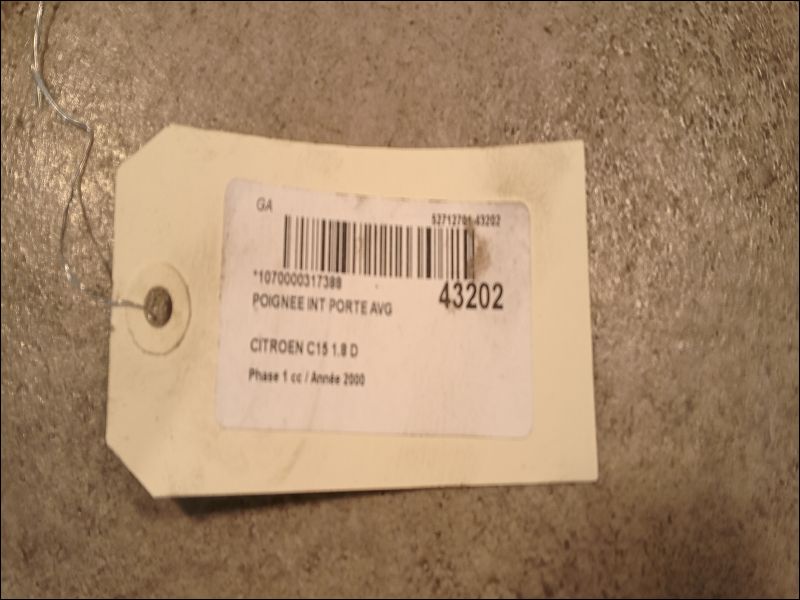 GA
52712701 43202
*1070000317388
43202
POIGNEE INT PORTE AVG
CITROEN C15 1.8 D
Phase 1 cc / Année 2000